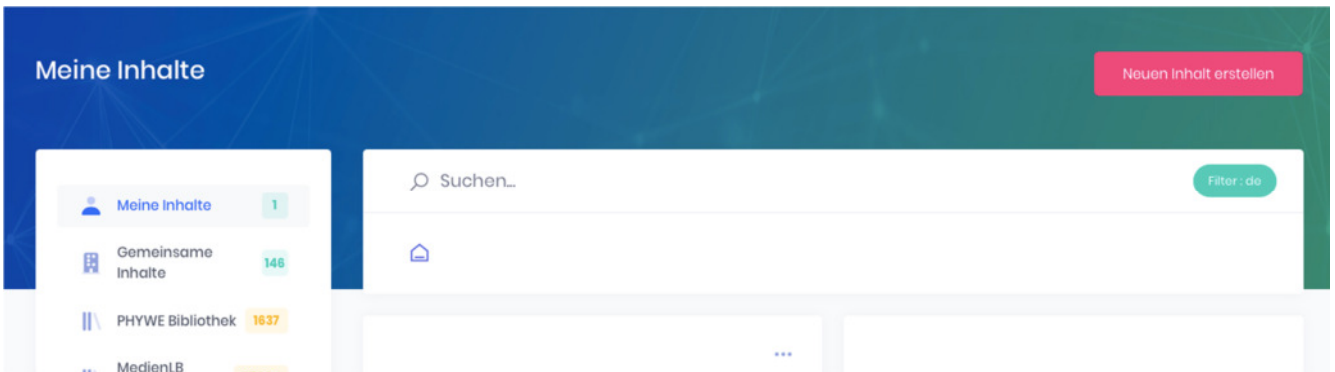 Meine Inhalte
Neuen Inhalt erstellen
Suchen...
Filter : de
Meine Inhalte 1
Gemeinsame
Inhalte 146
PHYWE Bibliothek 1637
MedienLB